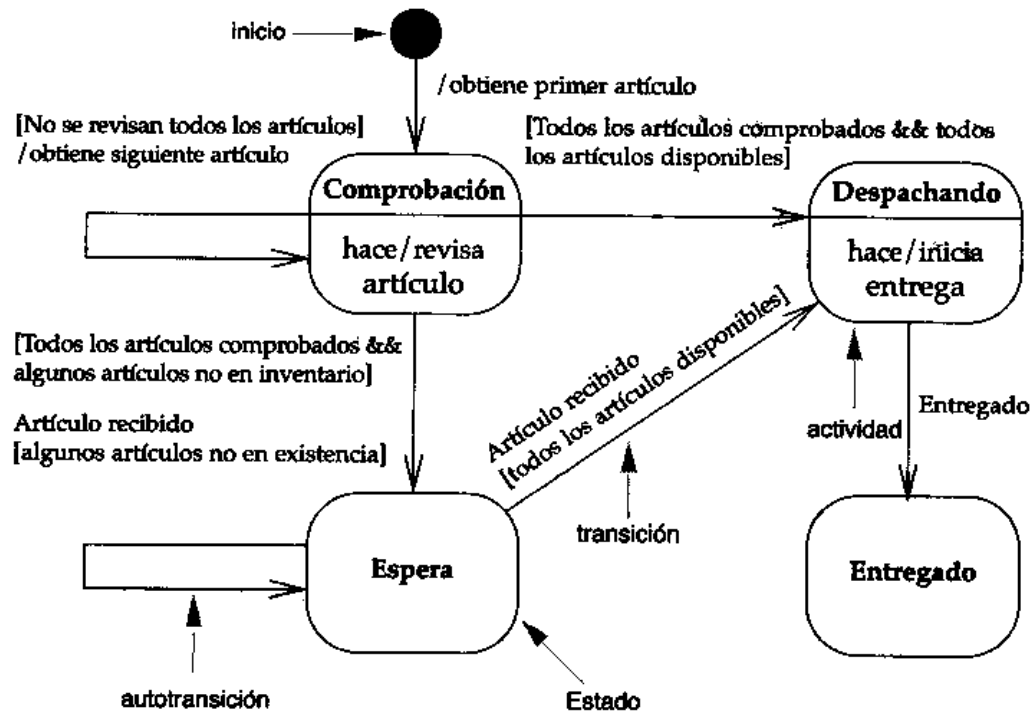 inicio
/obtiene primer artículo
[No se revisan todos los artículos]
/obtiene siguiente artículo
[Todos los artículos comprobados && todos
los artículos disponibles]
Comprobación
hace/revisa
artículo
Despachando
hace/inicia
entrega
[Todos los artículos comprobados &&
algunos artículos no en inventario]
Artículo recibido
[algunos artículos no en existencia]
Artículo recibido
[todos los artículos disponibles]
transición
actividad
Entregado
Espera
Entregado
autotransición
Estado